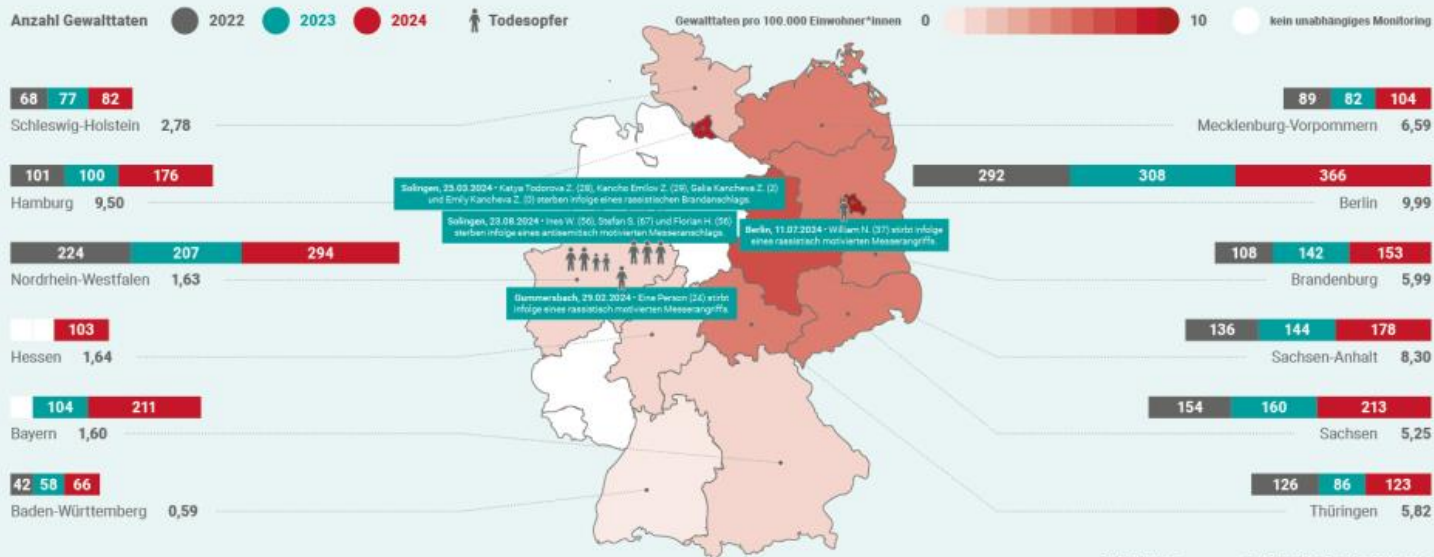 Anzahl Gewalttaten 2022 2023 2024 Todesopfer
Gewalttaten pro 100.000 Einwohner*innen 0 10 kein unabhängiges Monitoring
68 77 82
Schleswig-Holstein 2,78
101 100 176
Hamburg 9,50
224 207 294
Nordrhein-Westfalen 1,63
103
Hessen 1,64
104 211
Bayern 1,60
42 58 66
Baden-Württemberg 0,59
Solingen, 25.03.2024 - Katya Todorova Z. (28), Kancho Emilov Z. (29), Galia Kancheva Z. (2)
und Emily Kancheva Z. (0) sterben infolge eines rassistischen Brandanschlags.
Solingen, 23.08.2024 - Ines W. (56), Stefan S. (67) und Florian H. (56)
sterben infolge eines antisemitisch motivierten Messeranschlags.
Berlin, 11.07.2024 - William N. (37) stirbt infolge
eines rassistisch motivierten Messerangriffs.
Gummersbach, 29.02.2024 - Eine Person (24) stirbt
infolge eines rassistisch motivierten Messerangriffs.
89 82 104
Mecklenburg-Vorpommern 6,59
292 308 366
Berlin 9,99
108 142 153
Brandenburg 5,99
136 144 178
Sachsen-Anhalt 8,30
154 160 213
Sachsen 5,25
126 86 123
Thüringen 5,82